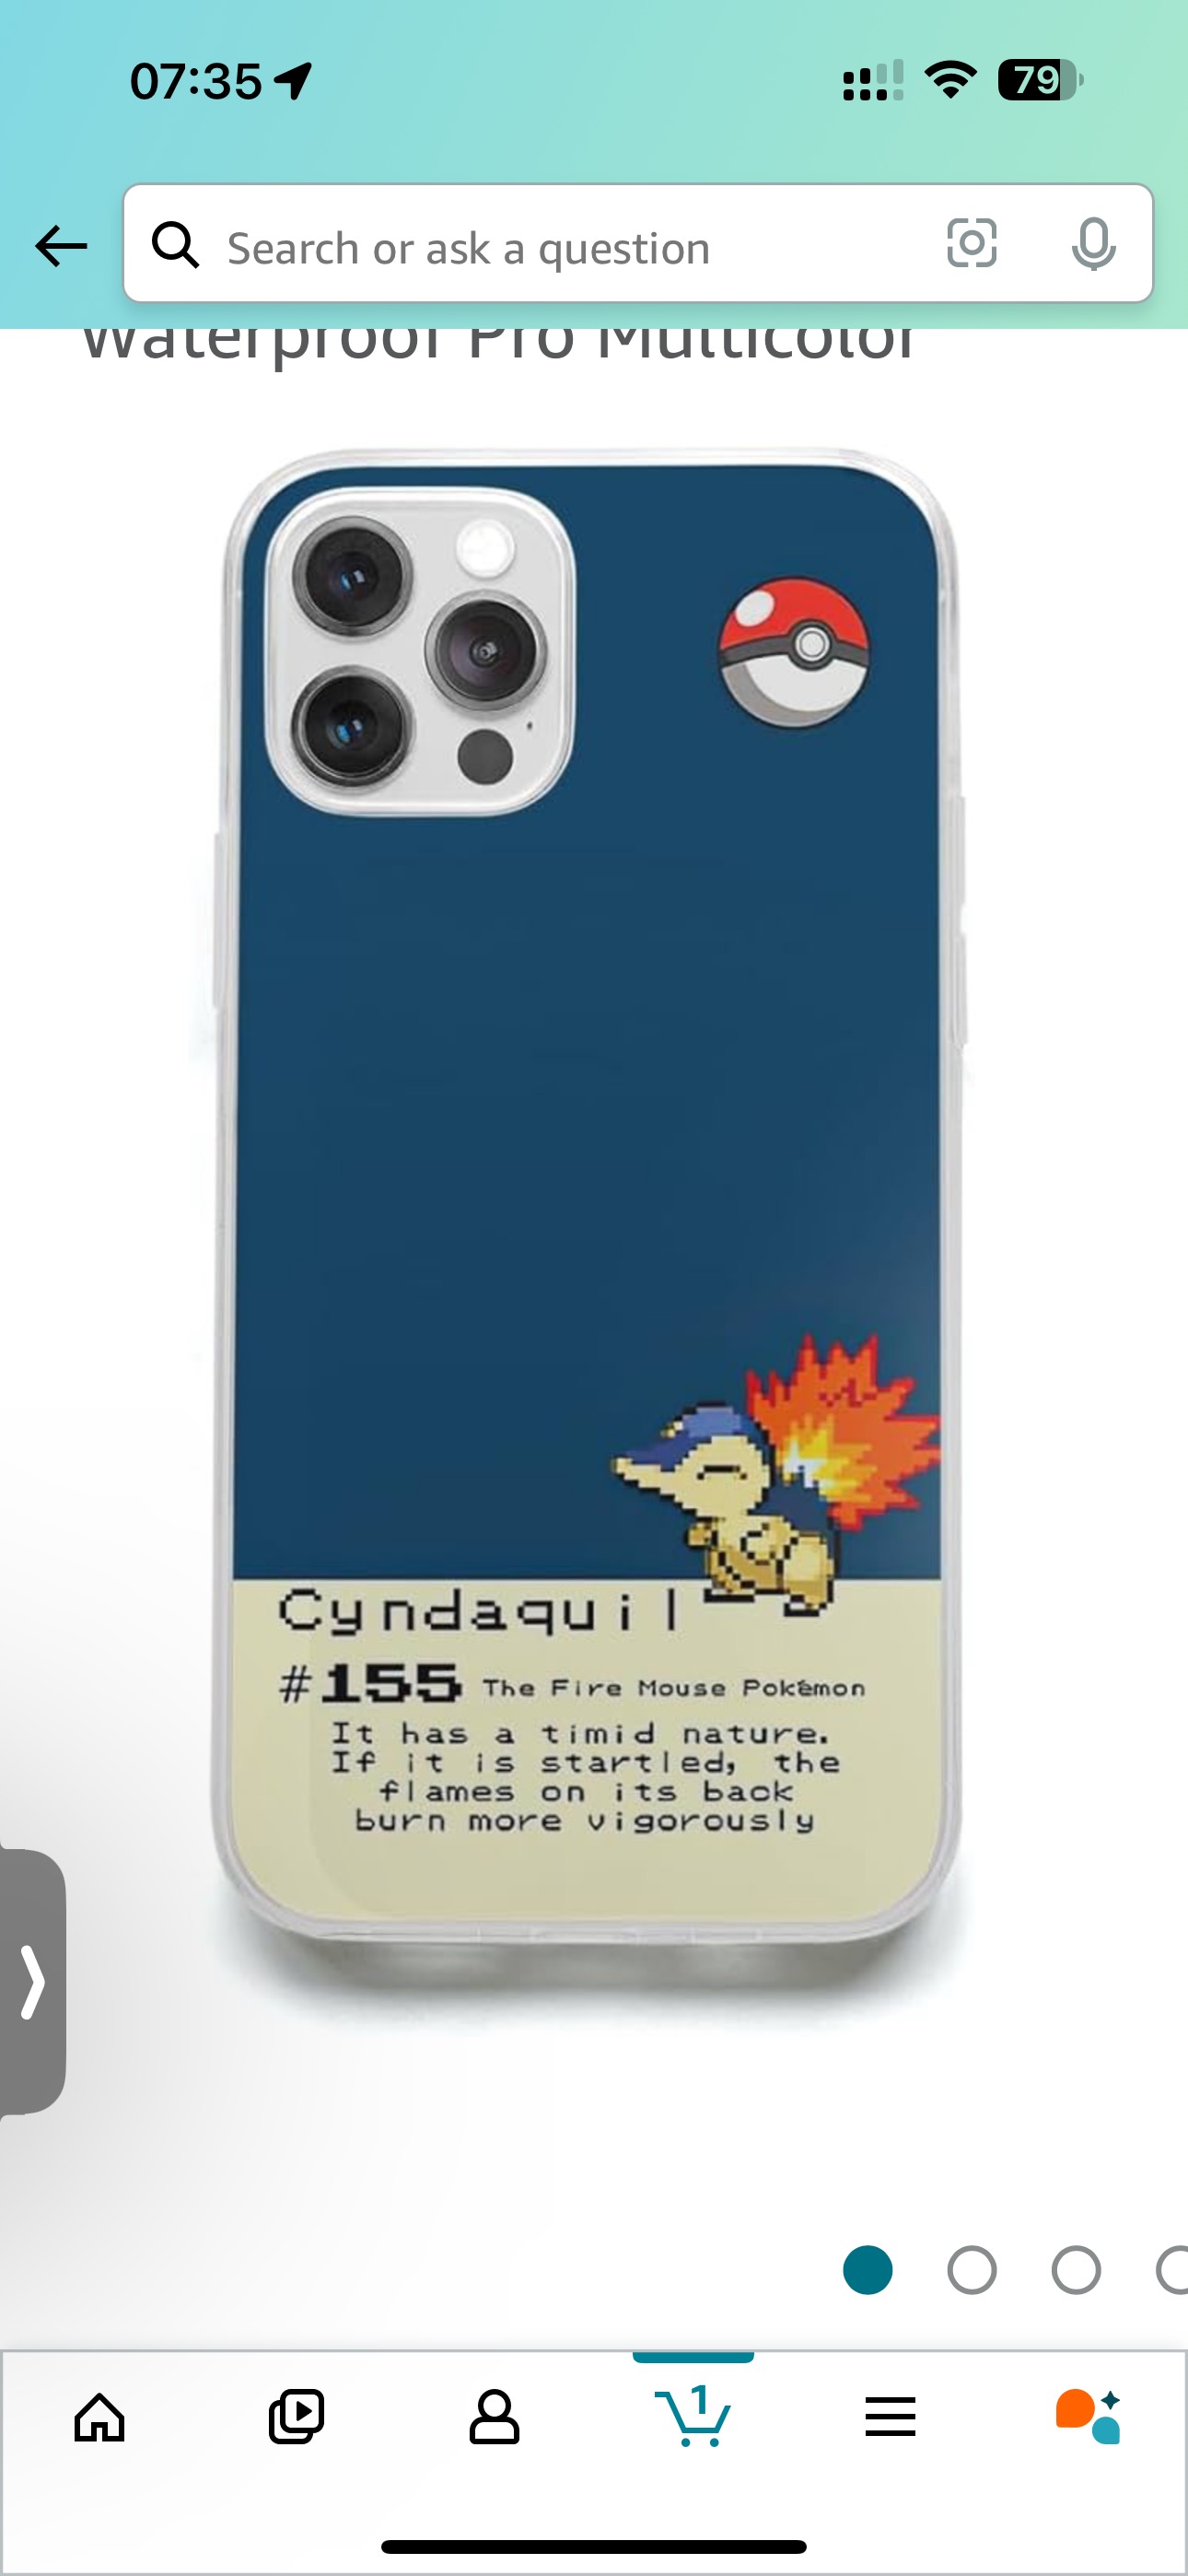 07:35
79
Search or ask a question
Waterproof Pro Multicolor
Cyndaquil
#155 The Fire Mouse Pokémon
It has a timid nature.
If it is startled, the
flames on its back
burn more vigorously
1